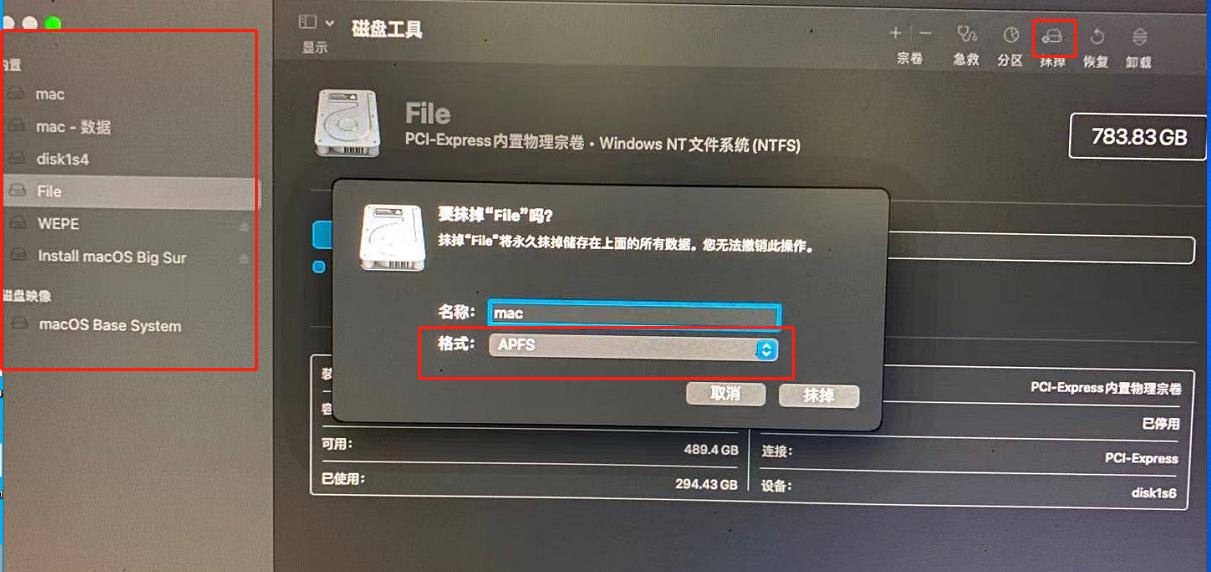 磁盘工具
显示
宗卷
急救
分区
抹掉
恢复
卸载
内置
mac
mac - 数据
disk1s4
File
WEPE
Install macOS Big Sur
磁盘映像
macOS Base System
File
PCI-Express内置物理宗卷 • Windows NT文件系统 (NTFS)
783.83 GB
要抹掉“File”吗?
抹掉“File”将永久抹掉储存在上面的所有数据。您无法撤销此操作。
名称:
mac
格式:
APFS
取消
抹掉
PCI-Express内置物理宗卷
已停用
可用:
489.4 GB
连接:
PCI-Express
已使用:
294.43 GB
设备:
disk1s6